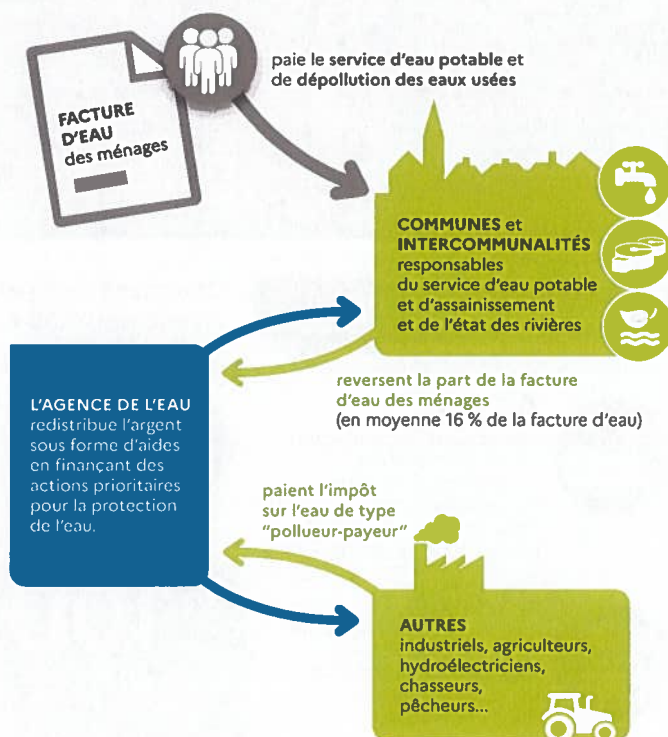 paie le service d'eau potable et
de dépollution des eaux usées
FACTURE
D'EAU
des ménages
COMMUNES et
INTERCOMMUNALITÉS
responsables
du service d'eau potable
et d'assainissement
et de l'état des rivières
reversent la part de la facture
d'eau des ménages
(en moyenne 16 % de la facture d'eau)
L'AGENCE DE L'EAU
redistribue l'argent
sous forme d'aides
en finançant des
actions prioritaires
pour la protection
de l'eau.
paient l'impôt
sur l'eau de type
"pollueur-payeur"
AUTRES
industriels, agriculteurs,
hydroélectriciens,
chasseurs,
pêcheurs...